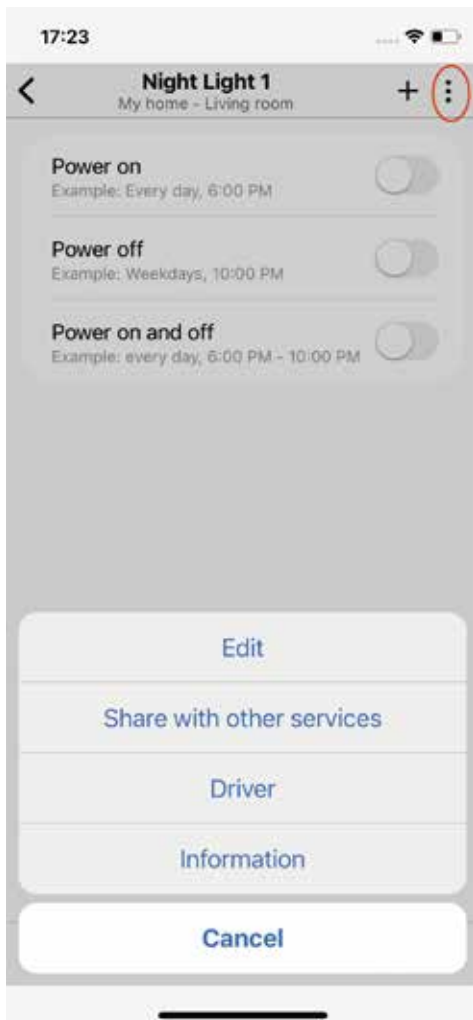 17:23
Night Light 1
My home - Living room
Power on
Example: Every day, 6:00 PM
Power off
Example: Weekdays, 10:00 PM
Power on and off
Example: every day, 6:00 PM - 10:00 PM
Edit
Share with other services
Driver
Information
Cancel